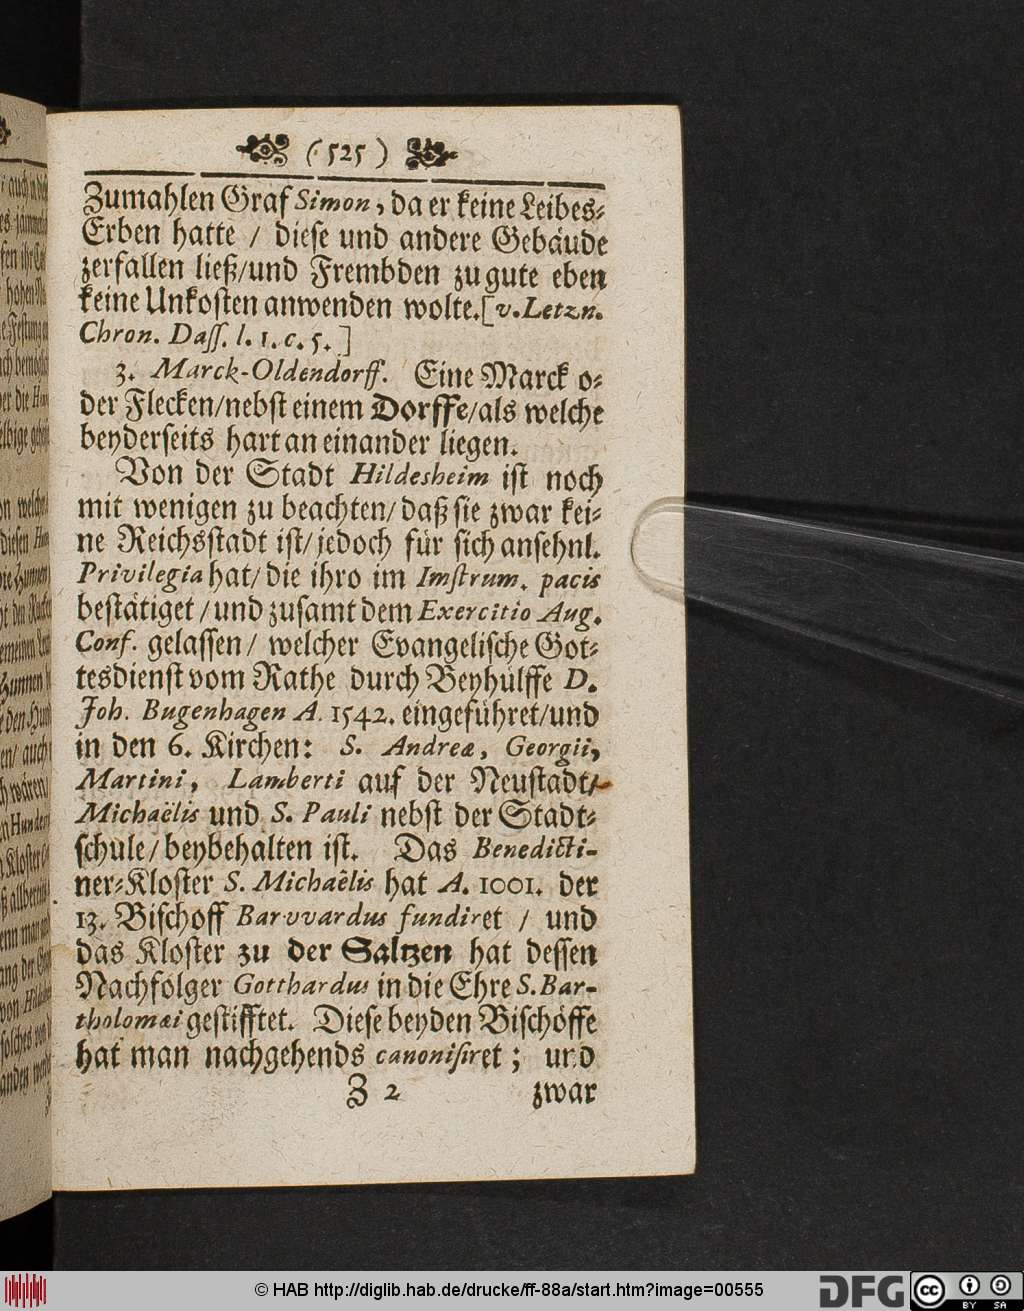 (525)
Zumahlen Graf Simon, da er keine Leibes-
Erben hatte / diese und andere Gebäude
zerfallen ließ/und Frembden zu gute eben
keine Unkosten anwenden wolte.[v.Letzn.
Chron. Dass. l. 1. c. 5. ]
3. Marck-Oldendorff. Eine Marck o-
der Flecken/nebst einem Dorffe/als welche
beyderseits hart an einander liegen.
Von der Stadt Hildesheim ist noch
mit wenigen zu beachten/daß sie zwar kei-
ne Reichsstadt ist/jedoch für sich ansehnl.
Privilegia hat/die ihro im Imstrum. pacis
bestätiget/und zusamt dem Exercitio Aug.
Conf. gelassen/ welcher Evangelische Got-
tesdienst vom Rathe durch Beyhülffe D.
Joh. Bugenhagen A. 1542. eingeführet/und
in den 6. Kirchen: S. Andreæ, Georgii,
Martini, Lamberti auf der Neustadt/
Michaëlis und S. Pauli nebst der Stadt-
schule/beybehalten ist. Das Benedicti-
ner-Kloster S. Michaëlis hat A. 1001. der
13. Bischoff Barvvardus fundiret / und
das Kloster zu der Saltzen hat dessen
Nachfolger Gotthardus in die Ehre S. Bar-
tholomæi gestifftet. Diese beyden Bischöffe
hat man nachgehends canonisiret; und
Z 2 zwar
© HAB http://diglib.hab.de/drucke/ff-88a/start.htm?image=00555
DFG
cc BY SA